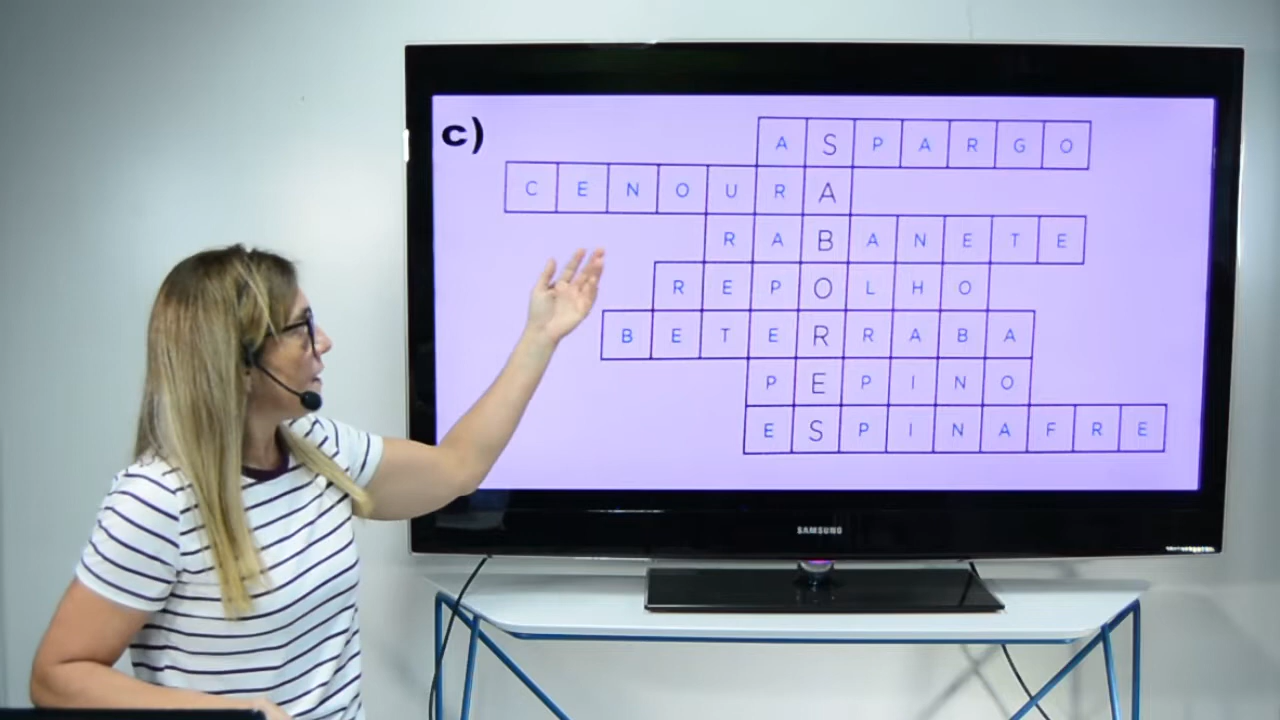 c)
ASPARGO
CENOURA
RABANETE
REPOLHO
BETERRABA
PEPINO
ESPINAFRE
SAMSUNG